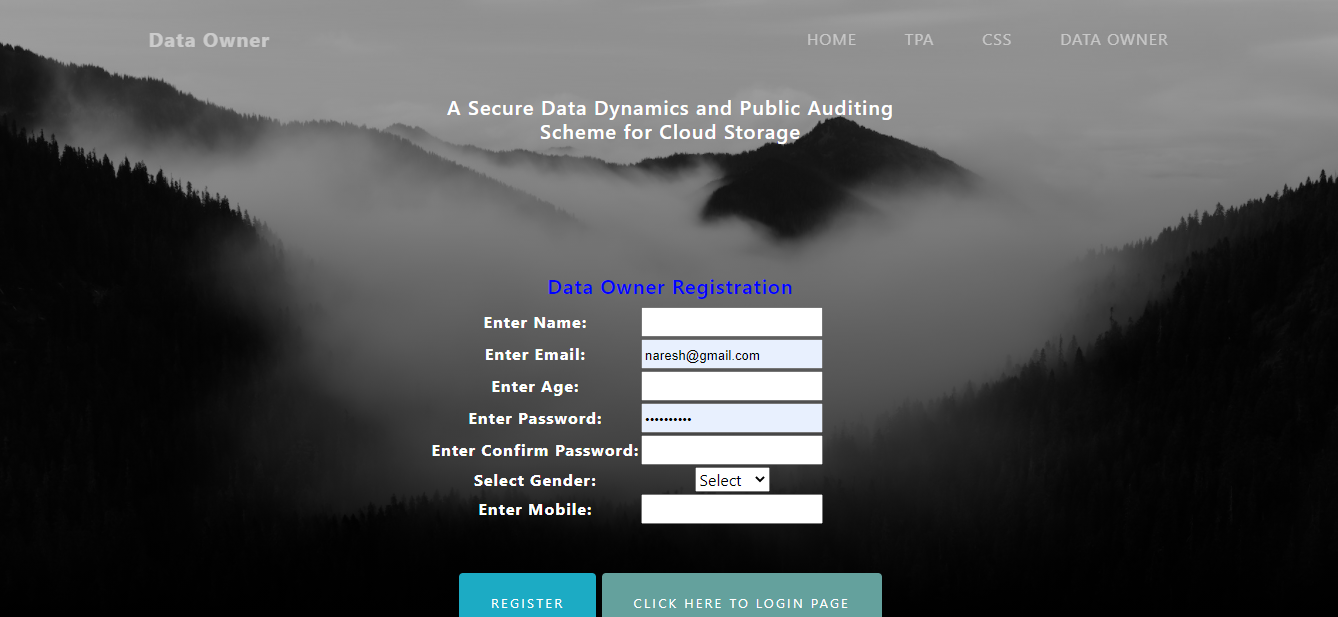 Data Owner HOME TPA CSS DATA OWNER
A Secure Data Dynamics and Public Auditing
Scheme for Cloud Storage
Data Owner Registration
Enter Name:
Enter Email: naresh@gmail.com
Enter Age:
Enter Password: ••••••••••
Enter Confirm Password:
Select Gender: Select
Enter Mobile:
REGISTER CLICK HERE TO LOGIN PAGE